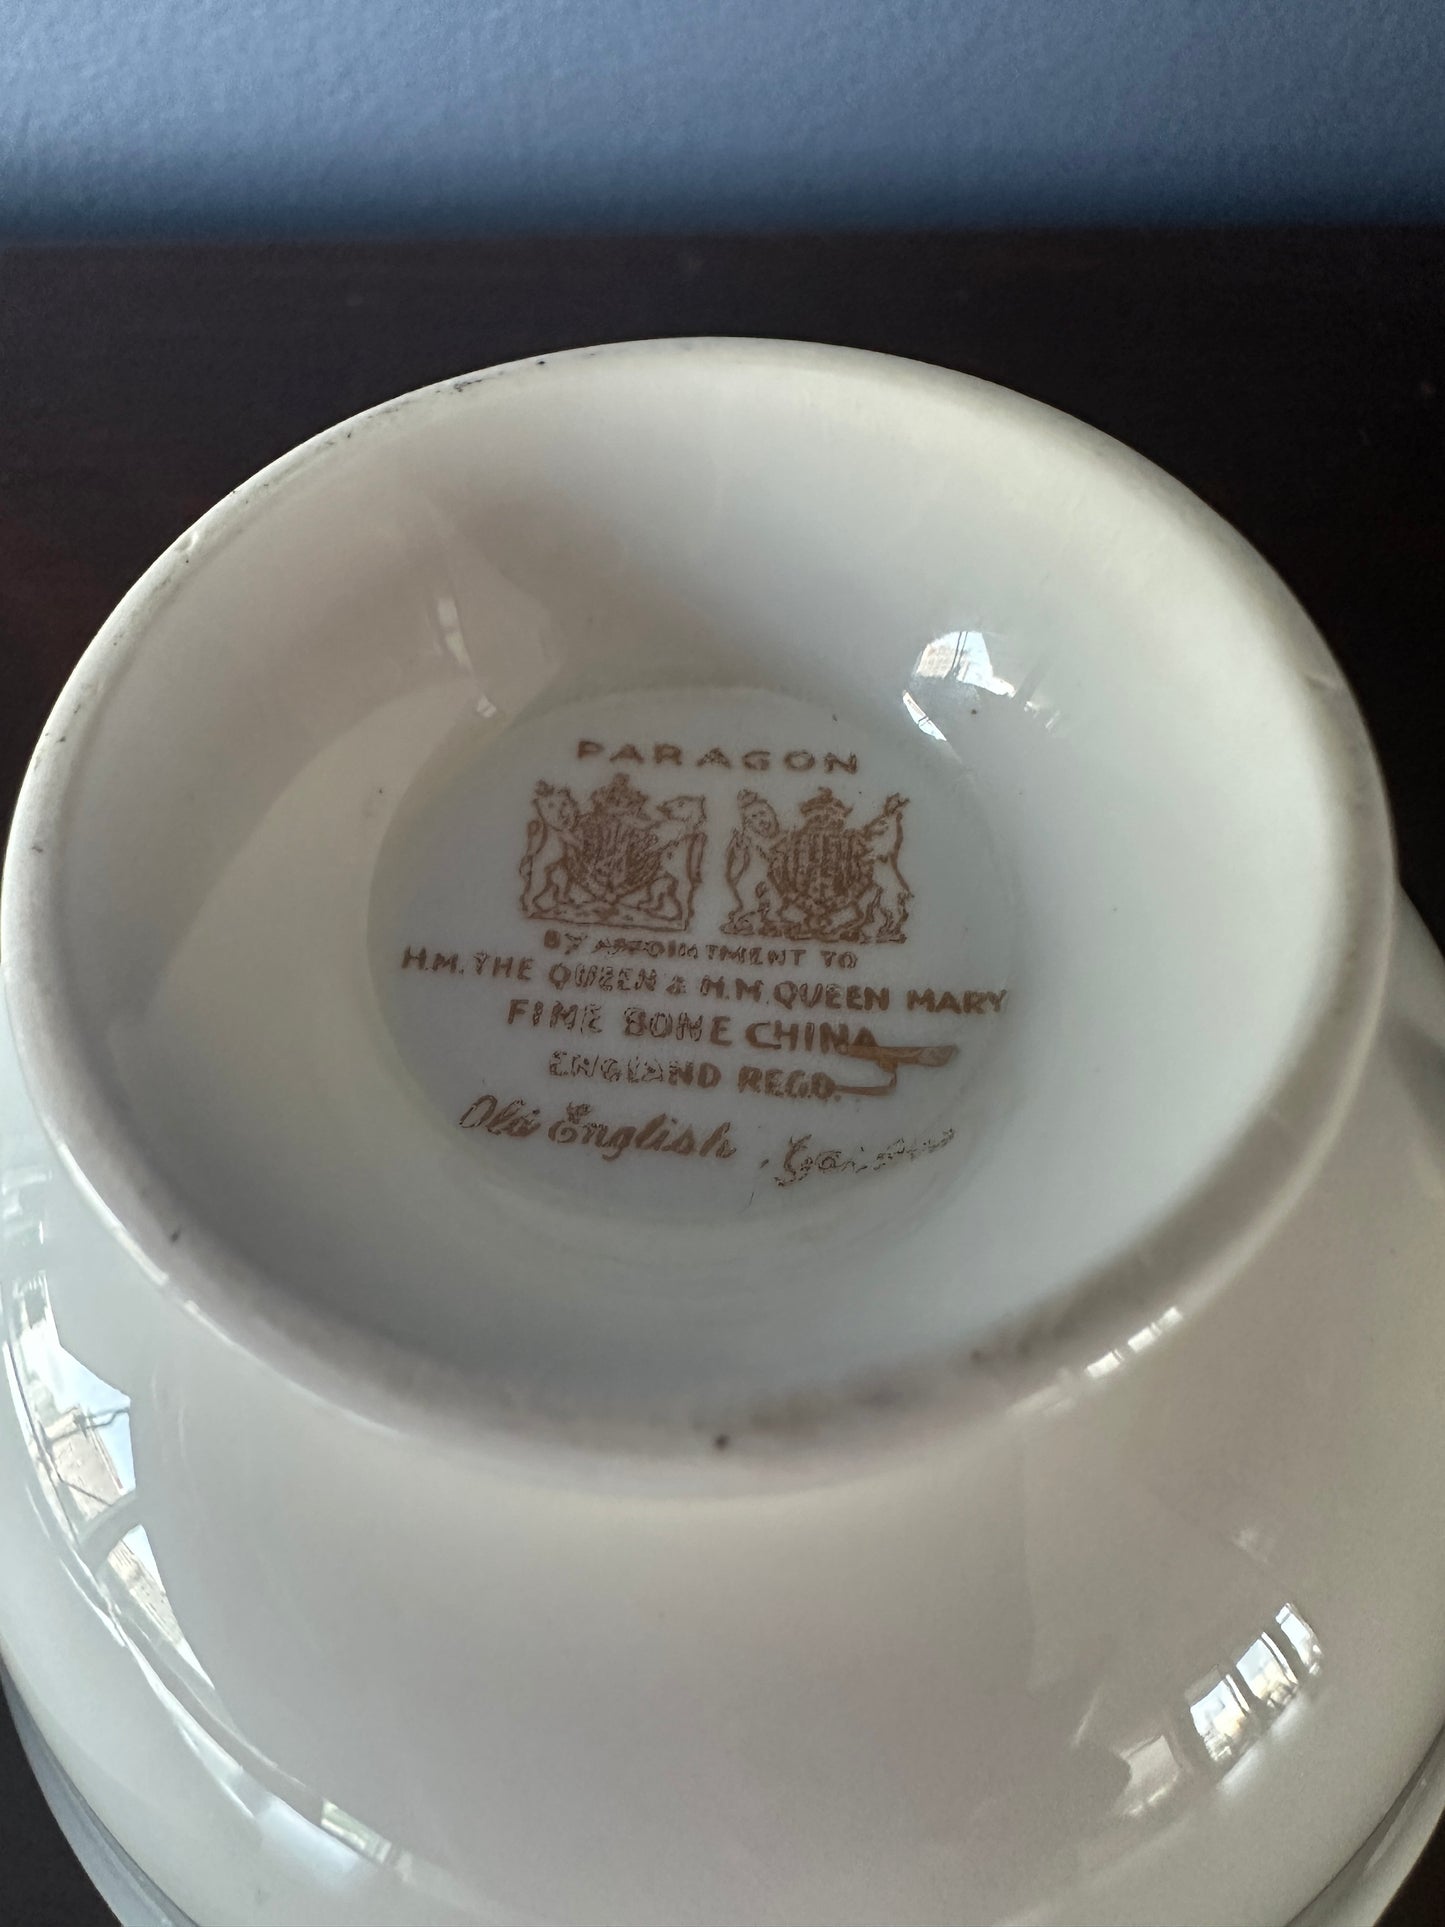 PARAGON
BY APPOINTMENT TO
H.M. THE QUEEN & H.M. QUEEN MARY
FINE BONE CHINA
ENGLAND REGD.
Old English